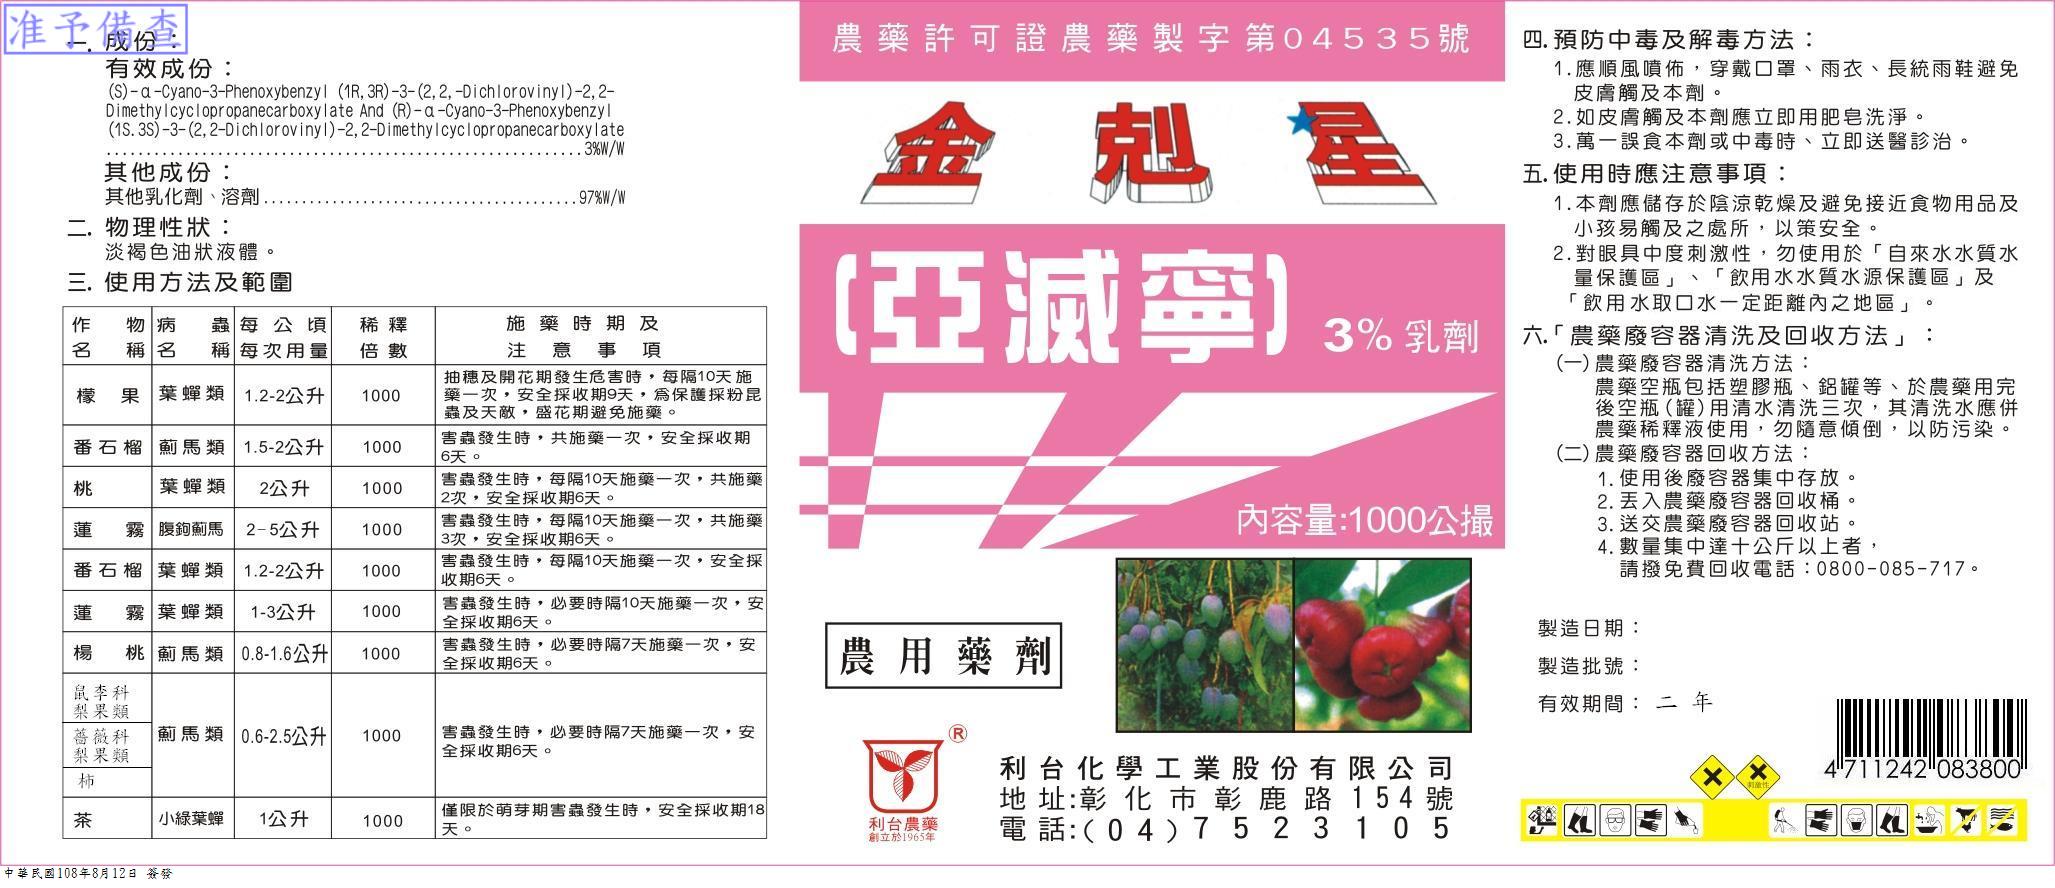 准予備查
一. 成份：
有效成份：
(S)-α-Cyano-3-Phenoxybenzyl (1R,3R)-3-(2,2,-Dichlorovinyl)-2,2-
Dimethylcyclopropanecarboxylate And (R)-α-Cyano-3-Phenoxybenzyl
(1S.3S)-3-(2,2-Dichlorovinyl)-2,2-Dimethylcyclopropanecarboxylate
............................................................3%W/W
其他成份：
其他乳化劑、溶劑.........................................97%W/W
二. 物理性狀：
淡褐色油狀液體。
三. 使用方法及範圍
作物名稱 病蟲名稱 每公頃每次用量 稀釋倍數 施藥時期及注意事項
檬果 葉蟬類 1.2-2公升 1000 抽穗及開花期發生危害時，每隔10天施
藥一次，安全採收期9天，為保護採粉昆
蟲及天敵，盛花期避免施藥。
番石榴 薊馬類 1.5-2公升 1000 害蟲發生時，共施藥一次，安全採收期
6天。
桃 葉蟬類 2公升 1000 害蟲發生時，每隔10天施藥一次，共施藥
2次，安全採收期6天。
蓮霧 腹鉤薊馬 2-5公升 1000 害蟲發生時，每隔10天施藥一次，共施藥
3次，安全採收期6天。
番石榴 葉蟬類 1.2-2公升 1000 害蟲發生時，每隔10天施藥一次，安全採
收期6天。
蓮霧 葉蟬類 1-3公升 1000 害蟲發生時，必要時隔10天施藥一次，安
全採收期6天。
楊桃 薊馬類 0.8-1.6公升 1000 害蟲發生時，必要時隔7天施藥一次，安
全採收期6天。
鼠李科
梨果類
薔薇科
梨果類
柿
薊馬類 0.6-2.5公升 1000 害蟲發生時，必要時隔7天施藥一次，安
全採收期6天。
茶 小綠葉蟬 1公升 1000 僅限於萌芽期害蟲發生時，安全採收期18
天。
中華民國108年8月12日 簽發
農藥許可證農藥製字第04535號
金剋星
(亞滅寧) 3% 乳劑
內容量:1000公撮
農用藥劑
®
利台農藥
創立於1965年
利台化學工業股份有限公司
地址:彰化市彰鹿路154號
電話:(04)7523105
四.預防中毒及解毒方法：
1.應順風噴佈，穿戴口罩、雨衣、長統雨鞋避免
皮膚觸及本劑。
2.如皮膚觸及本劑應立即用肥皂洗淨。
3.萬一誤食本劑或中毒時、立即送醫診治。
五.使用時應注意事項：
1.本劑應儲存於陰涼乾燥及避免接近食物用品及
小孩易觸及之處所，以策安全。
2.對眼具中度刺激性，勿使用於「自來水水質水
量保護區」、「飲用水水質水源保護區」及
「飲用水取口水一定距離內之地區」。
六.「農藥廢容器清洗及回收方法」：
(一)農藥廢容器清洗方法：
農藥空瓶包括塑膠瓶、鋁罐等、於農藥用完
後空瓶(罐)用清水清洗三次，其清洗水應併
農藥稀釋液使用，勿隨意傾倒，以防污染。
(二)農藥廢容器回收方法：
1.使用後廢容器集中存放。
2.丟入農藥廢容器回收桶。
3.送交農藥廢容器回收站。
4.數量集中達十公斤以上者，
請撥免費回收電話：0800-085-717。
製造日期：
製造批號：
有效期間：二 年
刺激性
4 711242 083800